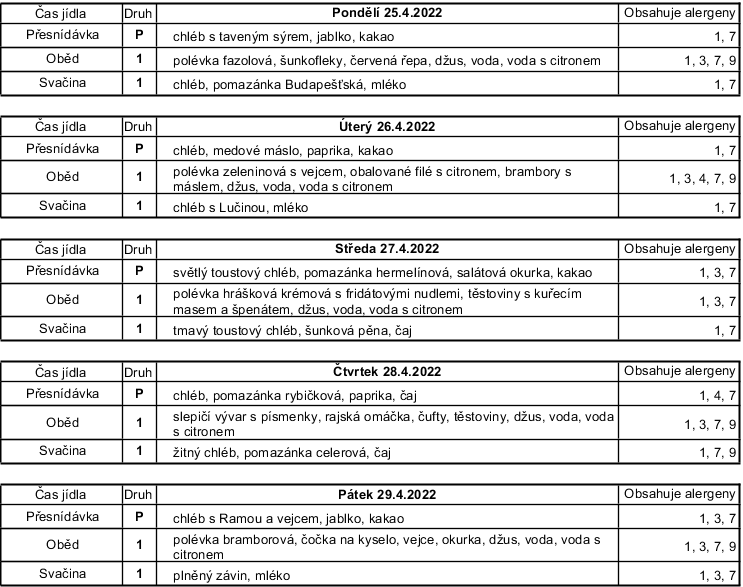 Čas jídla Druh Pondělí 25.4.2022 Obsahuje alergeny
Přesnídávka P chléb s taveným sýrem, jablko, kakao 1, 7
Oběd 1 polévka fazolová, šunkofleky, červená řepa, džus, voda, voda s citronem 1, 3, 7, 9
Svačina 1 chléb, pomazánka Budapešťská, mléko 1, 7
Čas jídla Druh Úterý 26.4.2022 Obsahuje alergeny
Přesnídávka P chléb, medové máslo, paprika, kakao 1, 7
Oběd 1 polévka zeleninová s vejcem, obalované filé s citronem, brambory s
máslem, džus, voda, voda s citronem 1, 3, 4, 7, 9
Svačina 1 chléb s Lučinou, mléko 1, 7
Čas jídla Druh Středa 27.4.2022 Obsahuje alergeny
Přesnídávka P světlý toustový chléb, pomazánka hermelínová, salátová okurka, kakao 1, 3, 7
Oběd 1 polévka hrášková krémová s fridátovými nudlemi, těstoviny s kuřecím
masem a špenátem, džus, voda, voda s citronem 1, 3, 7
Svačina 1 tmavý toustový chléb, šunková pěna, čaj 1, 7
Čas jídla Druh Čtvrtek 28.4.2022 Obsahuje alergeny
Přesnídávka P chléb, pomazánka rybičková, paprika, čaj 1, 4, 7
Oběd 1 slepičí vývar s písmenky, rajská omáčka, čufty, těstoviny, džus, voda, voda
s citronem 1, 3, 7, 9
Svačina 1 žitný chléb, pomazánka celerová, čaj 1, 7, 9
Čas jídla Druh Pátek 29.4.2022 Obsahuje alergeny
Přesnídávka P chléb s Ramou a vejcem, jablko, kakao 1, 3, 7
Oběd 1 polévka bramborová, čočka na kyselo, vejce, okurka, džus, voda, voda s
citronem 1, 3, 7, 9
Svačina 1 plněný závin, mléko 1, 3, 7